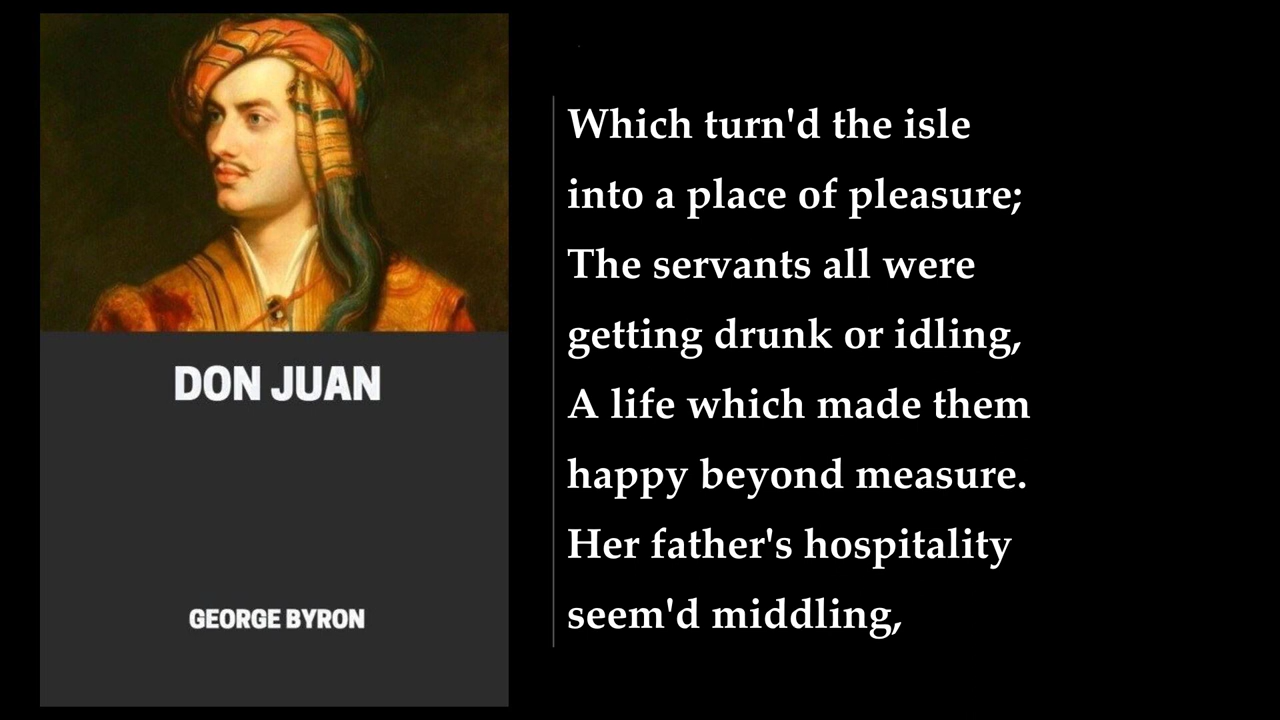 DON JUAN
GEORGE BYRON
Which turn'd the isle
into a place of pleasure;
The servants all were
getting drunk or idling,
A life which made them
happy beyond measure.
Her father's hospitality
seem'd middling,